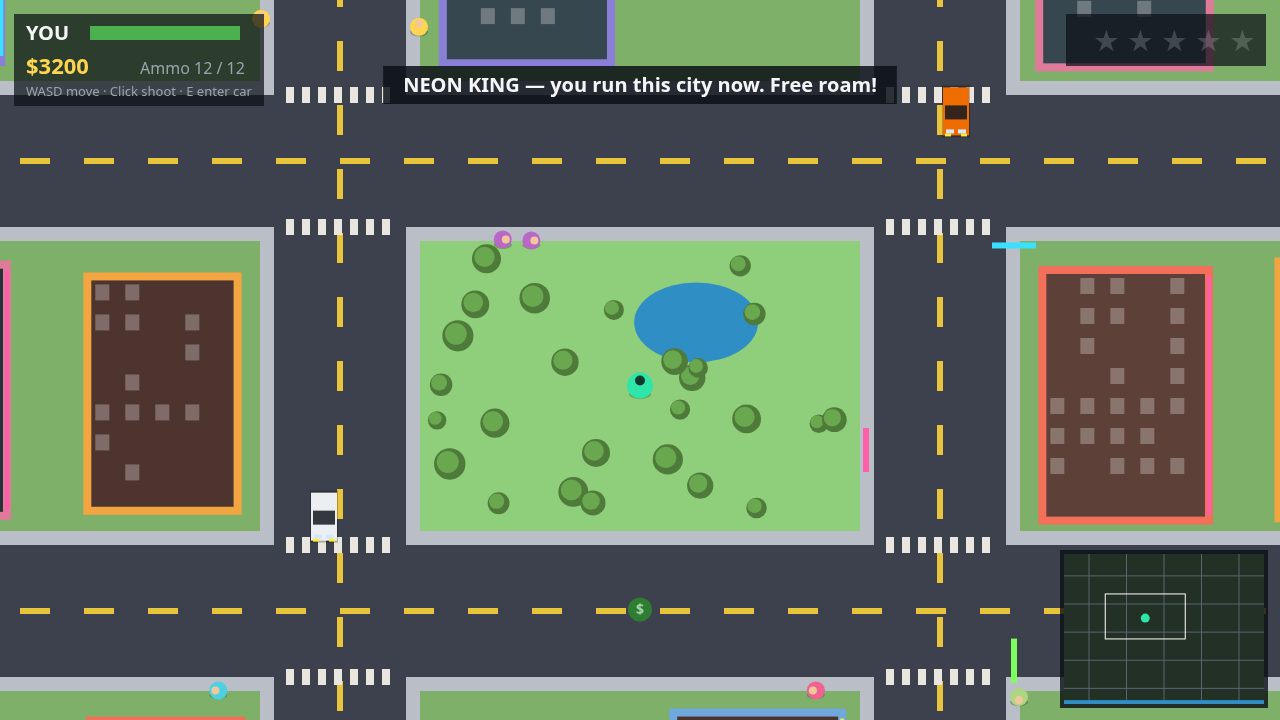 YOU
$3200 Ammo 12 / 12
WASD move · Click shoot · E enter car
NEON KING — you run this city now. Free roam!
$